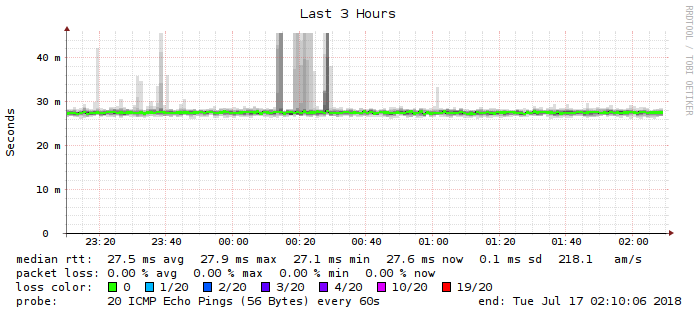 Last 3 Hours
RRDTOOL / TOBI OETIKER
Seconds
40 m
30 m
20 m
10 m
0
23:20 23:40 00:00 00:20 00:40 01:00 01:20 01:40 02:00
median rtt: 27.5 ms avg 27.9 ms max 27.1 ms min 27.6 ms now 0.1 ms sd 218.1 am/s
packet loss: 0.00 % avg 0.00 % max 0.00 % min 0.00 % now
loss color: 0 1/20 2/20 3/20 4/20 10/20 19/20
probe: 20 ICMP Echo Pings (56 Bytes) every 60s end: Tue Jul 17 02:10:06 2018